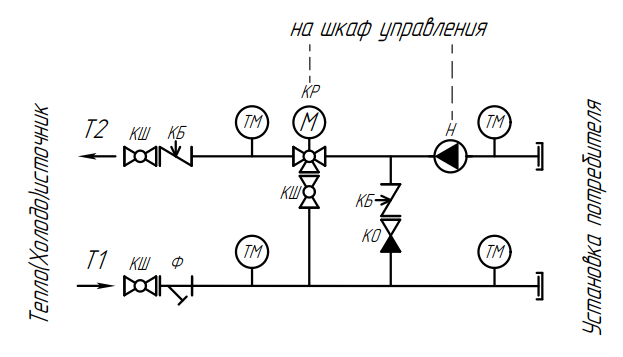 на шкаф управления
КР
ТМ
М
Н
ТМ
Т2
КШ
КБ
КШ
КБ
КО
Т1
КШ
Ф
ТМ
ТМ
Тепло(Холодо)источник
Установка потребителя